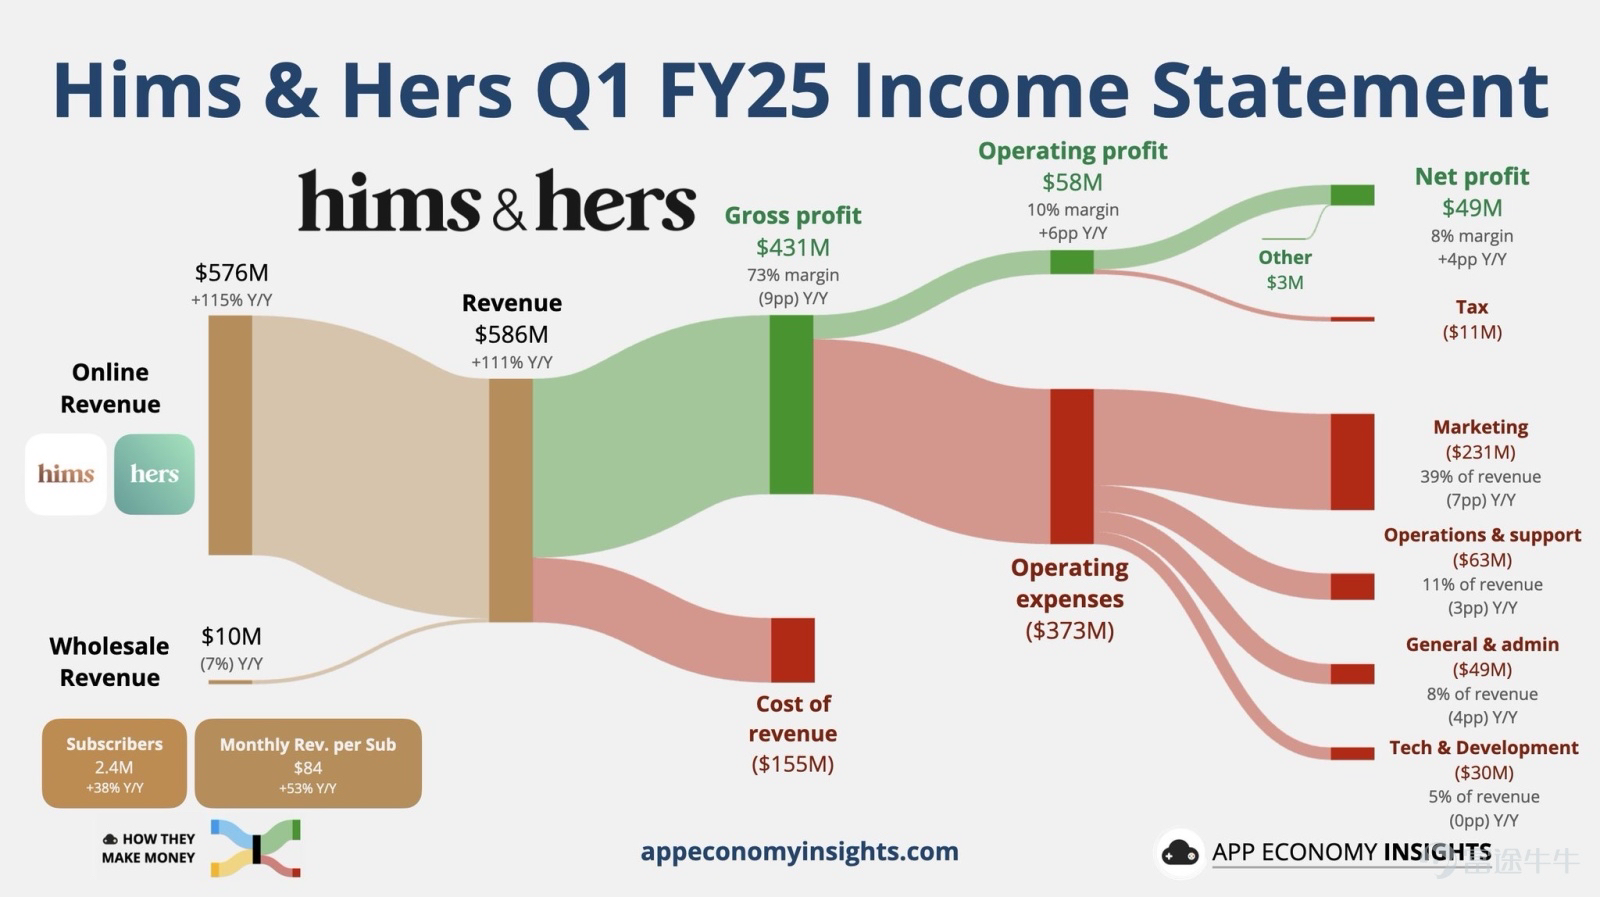 Hims & Hers Q1 FY25 Income Statement
hims & hers
$576M
+115% Y/Y
Online
Revenue
hims
hers
Wholesale
Revenue
$10M
(7%) Y/Y
Revenue
$586M
+111% Y/Y
Gross profit
$431M
73% margin
(9pp) Y/Y
Cost of
revenue
($155M)
Operating profit
$58M
10% margin
+6pp Y/Y
Operating
expenses
($373M)
Net profit
$49M
8% margin
+4pp Y/Y
Other
$3M
Tax
($11M)
Marketing
($231M)
39% of revenue
(7pp) Y/Y
Operations & support
($63M)
11% of revenue
(3pp) Y/Y
General & admin
($49M)
8% of revenue
(4pp) Y/Y
Tech & Development
($30M)
5% of revenue
(0pp) Y/Y
Subscribers
2.4M
+38% Y/Y
Monthly Rev. per Sub
$84
+53% Y/Y
HOW THEY
MAKE MONEY
appeconomyinsights.com
APP ECONOMY INSIGHTS
富途牛牛